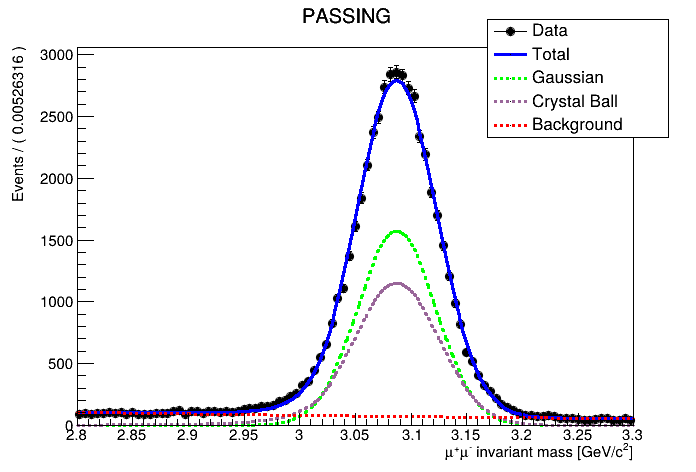 PASSING
Data
Total
Gaussian
Crystal Ball
Background
Events / ( 0.00526316 )
3000
2500
2000
1500
1000
500
0
2.8 2.85 2.9 2.95 3 3.05 3.1 3.15 3.2 3.25 3.3
μ⁺μ⁻ invariant mass [GeV/c²]